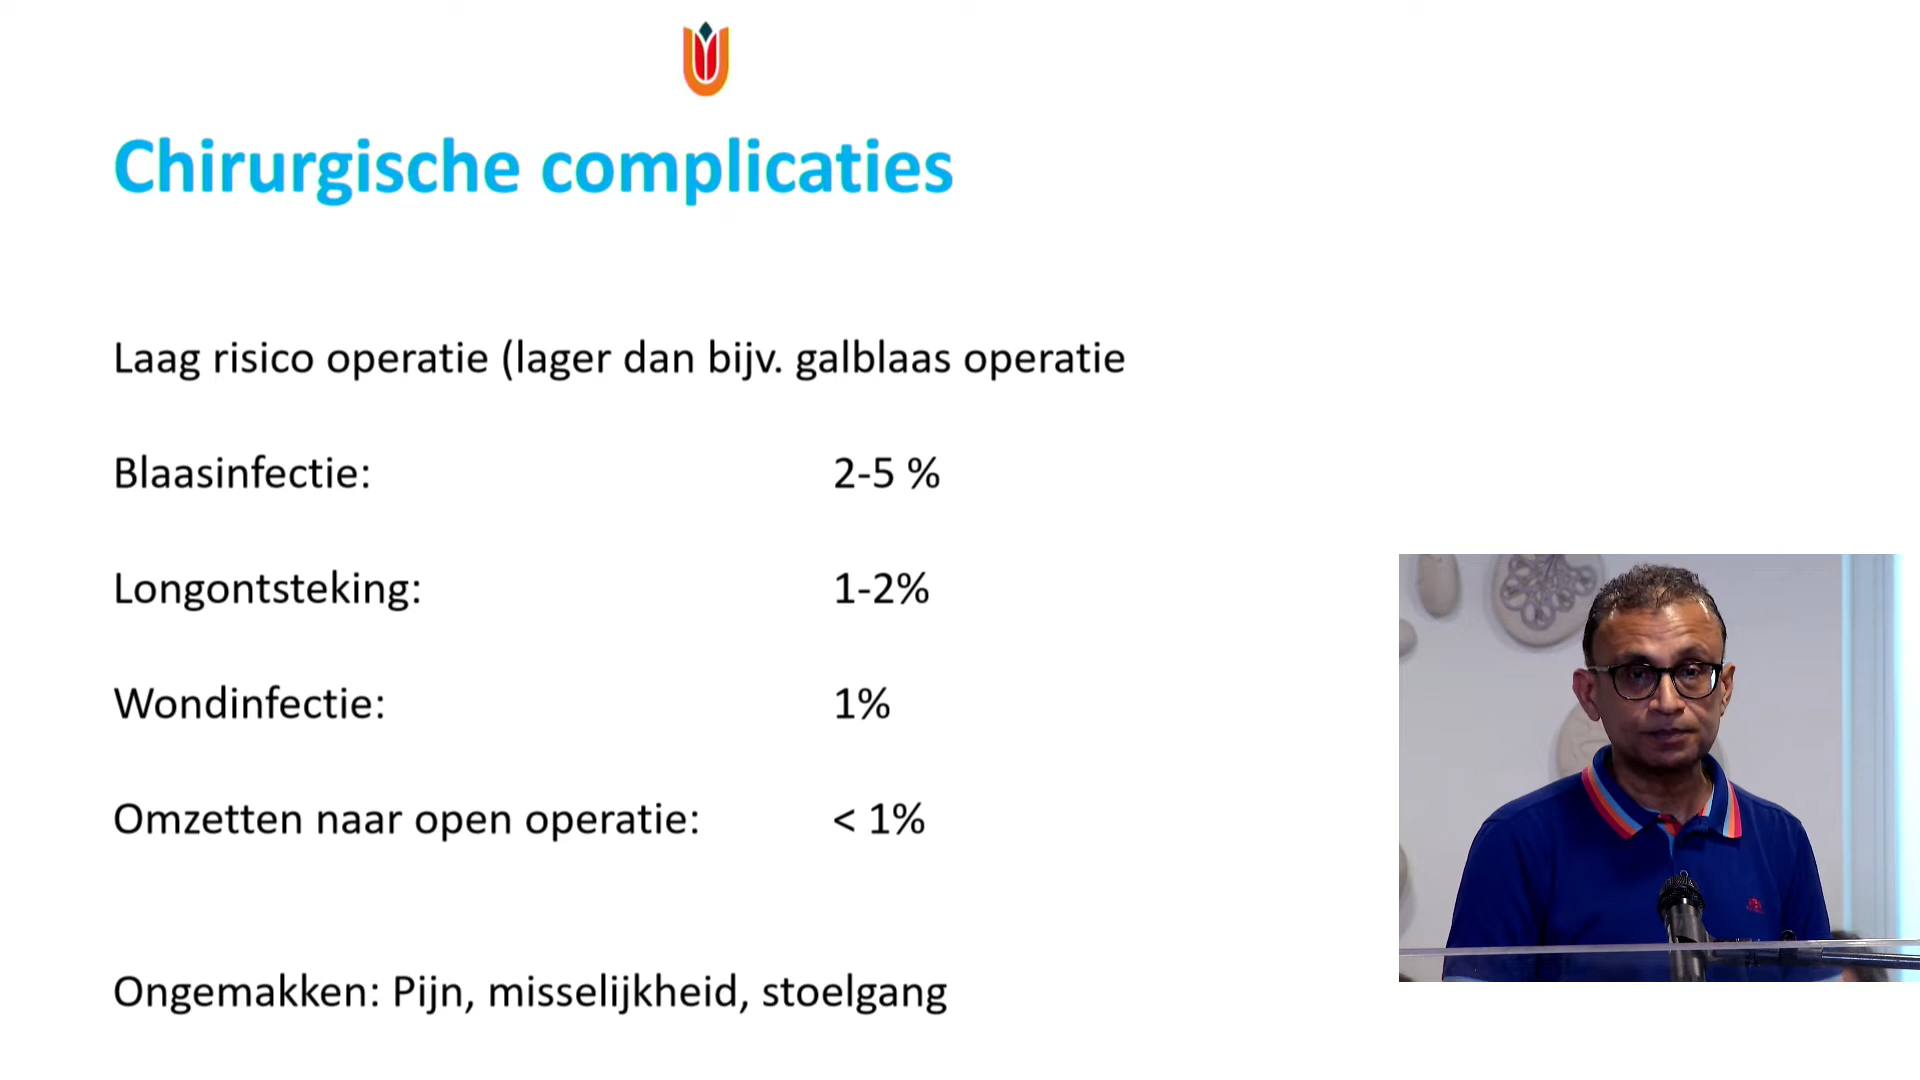 Chirurgische complicaties
Laag risico operatie (lager dan bijv. galblaas operatie
Blaasinfectie: 2-5 %
Longontsteking: 1-2%
Wondinfectie: 1%
Omzetten naar open operatie: < 1%
Ongemakken: Pijn, misselijkheid, stoelgang